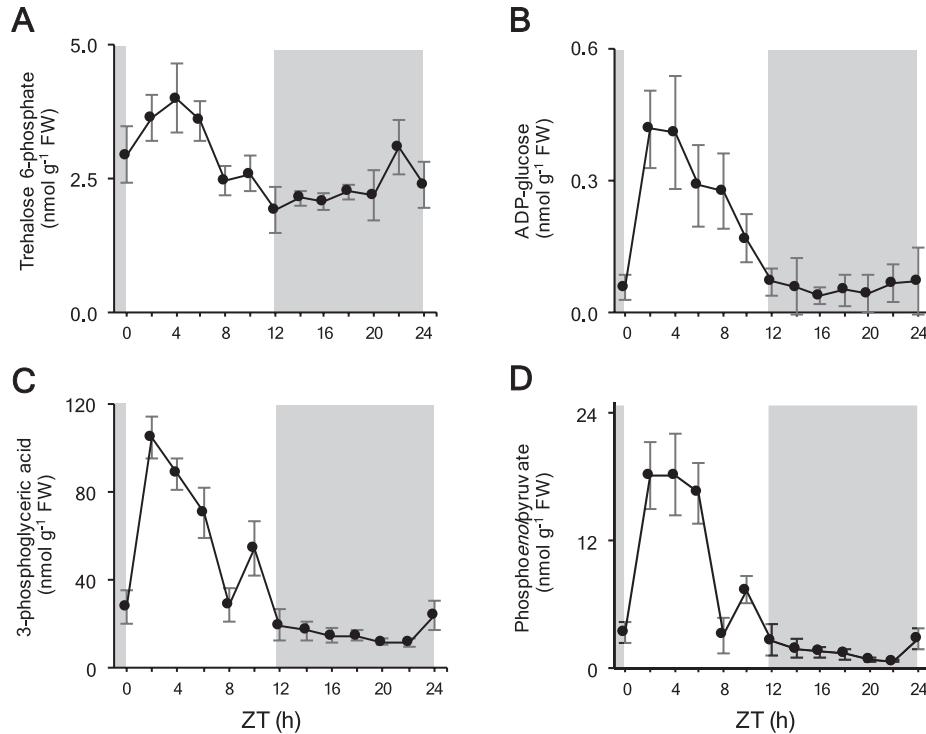 A
Trehalose 6-phosphate
(nmol g-1 FW)
5.0
2.5
0.0
0 4 8 12 16 20 24
B
ADP-glucose
(nmol g-1 FW)
0.6
0.3
0.0
0 4 8 12 16 20 24
C
3-phosphoglyceric acid
(nmol g-1 FW)
120
80
40
0
0 4 8 12 16 20 24
ZT (h)
D
Phosphoenolpyruvate
(nmol g-1 FW)
24
12
0
0 4 8 12 16 20 24
ZT (h)